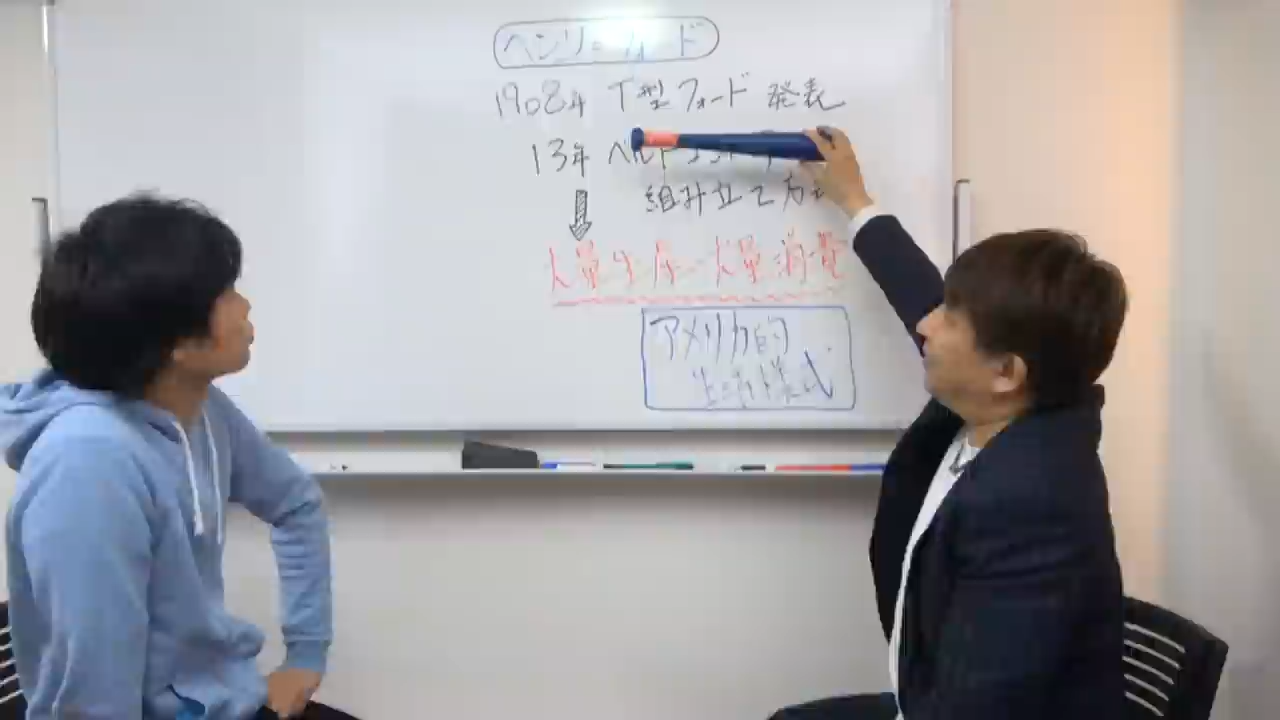 ヘンリ=フォード
1908年 T型フォード 発表
13年 ベルト
組み立て方
大量生産・大量消費
アメリカ的
生活様式